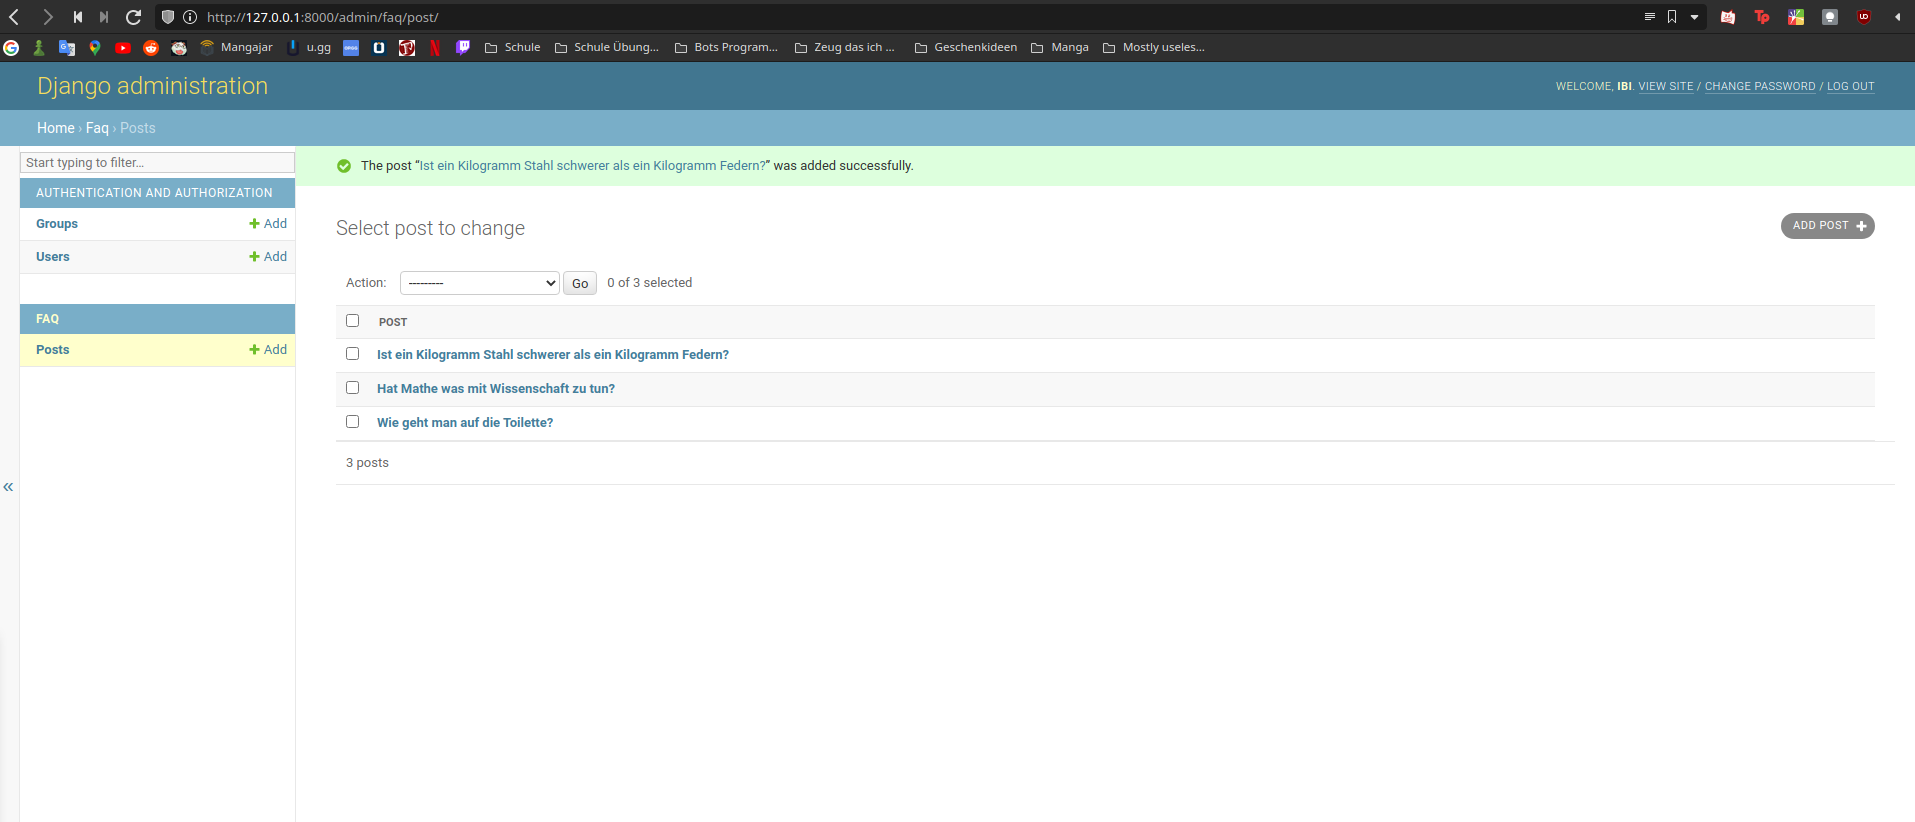 http://127.0.0.1:8000/admin/faq/post/
Mangajar u.gg Schule Schule Übung... Bots Program... Zeug das ich ... Geschenkideen Manga Mostly useles...
Django administration
WELCOME, IBI. VIEW SITE / CHANGE PASSWORD / LOG OUT
Home › Faq › Posts
Start typing to filter...
The post “Ist ein Kilogramm Stahl schwerer als ein Kilogramm Federn?” was added successfully.
AUTHENTICATION AND AUTHORIZATION
Groups Add
Users Add
FAQ
Posts Add
Select post to change
ADD POST
Action: --------- Go 0 of 3 selected
POST
Ist ein Kilogramm Stahl schwerer als ein Kilogramm Federn?
Hat Mathe was mit Wissenschaft zu tun?
Wie geht man auf die Toilette?
3 posts
«